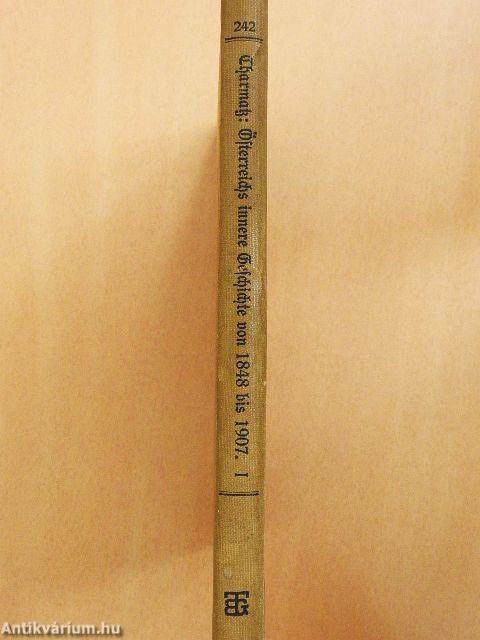 242
Charmatz: Österreichs innere Geschichte von 1848 bis 1907. I
Antikvárium.hu